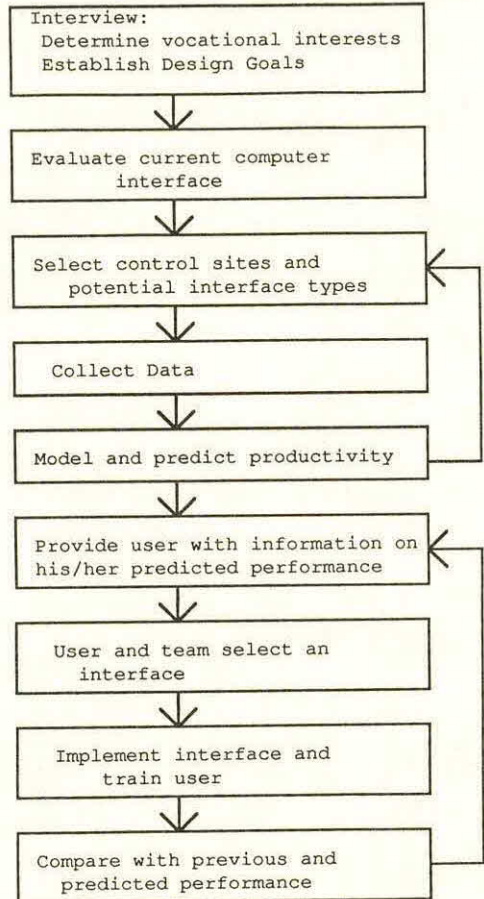 Interview:
Determine vocational interests
Establish Design Goals
Evaluate current computer
interface
Select control sites and
potential interface types
Collect Data
Model and predict productivity
Provide user with information on
his/her predicted performance
User and team select an
interface
Implement interface and
train user
Compare with previous and
predicted performance